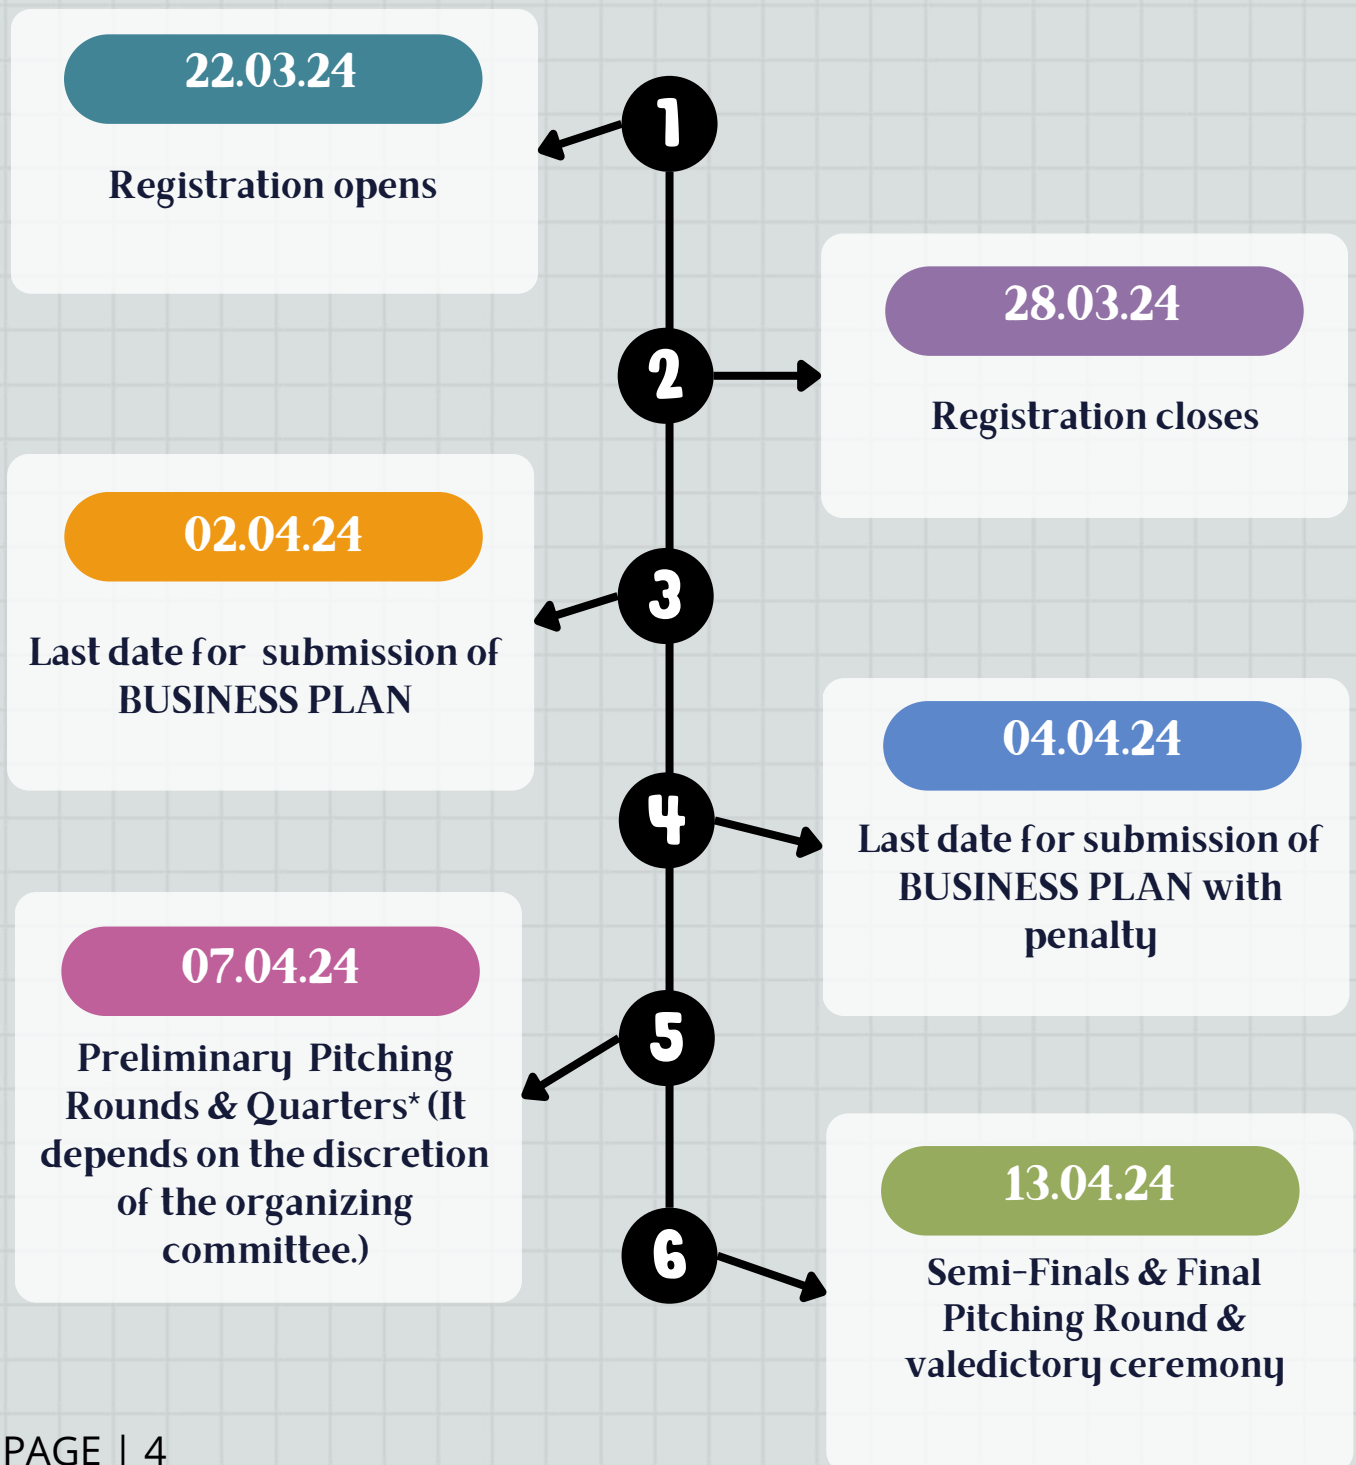 22.03.24
Registration opens
1
28.03.24
Registration closes
2
02.04.24
Last date for submission of
BUSINESS PLAN
3
04.04.24
Last date for submission of
BUSINESS PLAN with
penalty
4
07.04.24
Preliminary Pitching
Rounds & Quarters* (It
depends on the discretion
of the organizing
committee.)
5
13.04.24
Semi-Finals & Final
Pitching Round &
valedictory ceremony
6
PAGE | 4